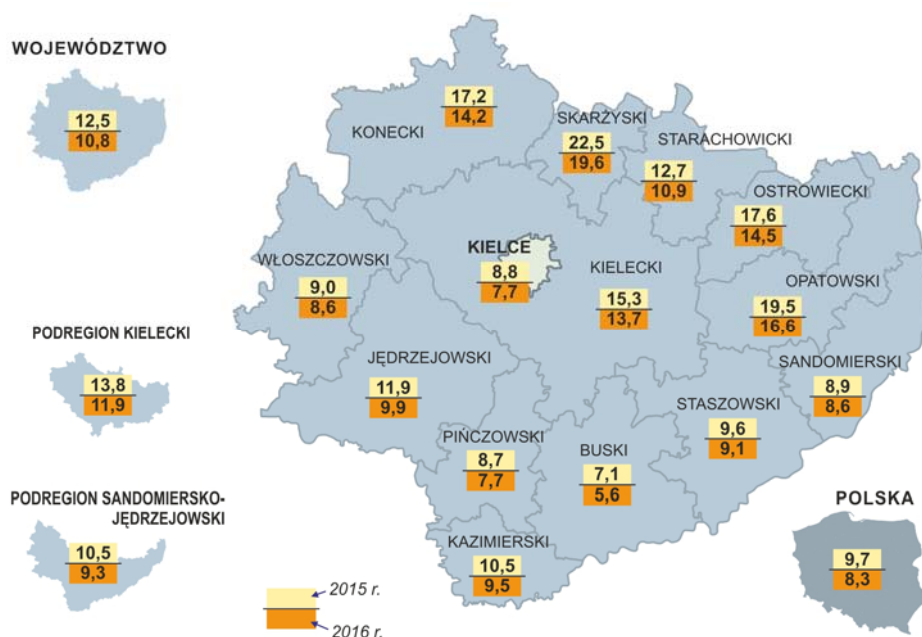 WOJEWÓDZTWO
12,5
10,8
KONECKI
17,2
14,2
SKARŻYSKI
22,5
19,6
STARACHOWICKI
12,7
10,9
OSTROWIECKI
17,6
14,5
WŁOSZCZOWSKI
9,0
8,6
KIELCE
8,8
7,7
KIELECKI
15,3
13,7
OPATOWSKI
19,5
16,6
PODREGION KIELECKI
13,8
11,9
JĘDRZEJOWSKI
11,9
9,9
SANDOMIERSKI
8,9
8,6
STASZOWSKI
9,6
9,1
PIŃCZOWSKI
8,7
7,7
BUSKI
7,1
5,6
PODREGION SANDOMIERSKO-
JĘDRZEJOWSKI
10,5
9,3
KAZIMIERSKI
10,5
9,5
POLSKA
9,7
8,3
2015 r.
2016 r.